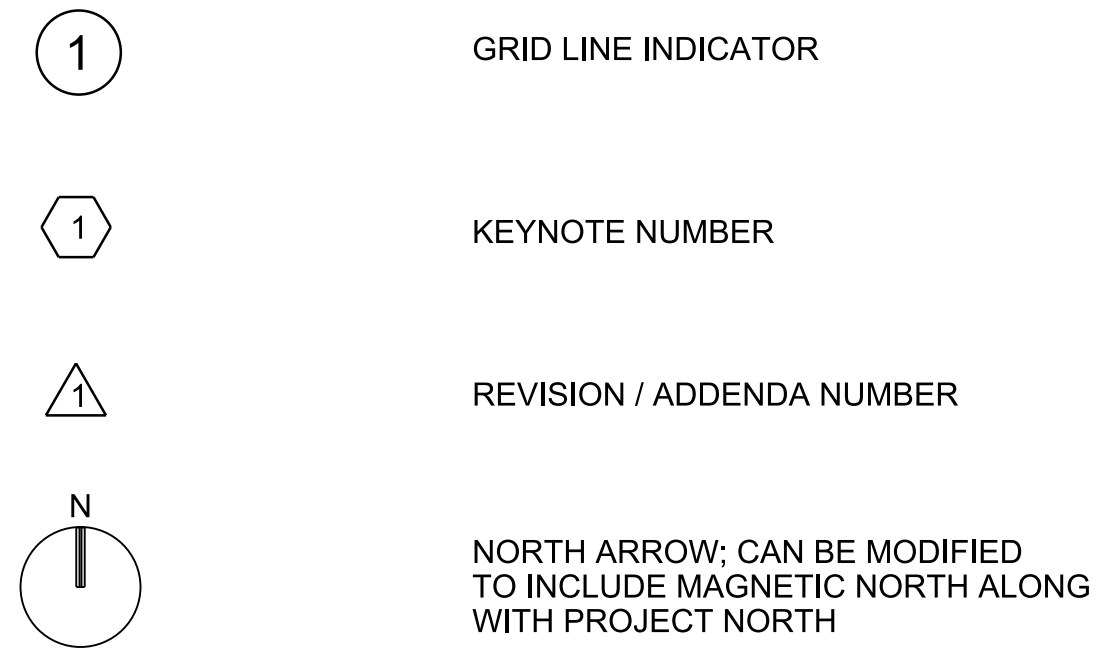 1 GRID LINE INDICATOR
1 KEYNOTE NUMBER
1 REVISION / ADDENDA NUMBER
N
NORTH ARROW; CAN BE MODIFIED
TO INCLUDE MAGNETIC NORTH ALONG
WITH PROJECT NORTH